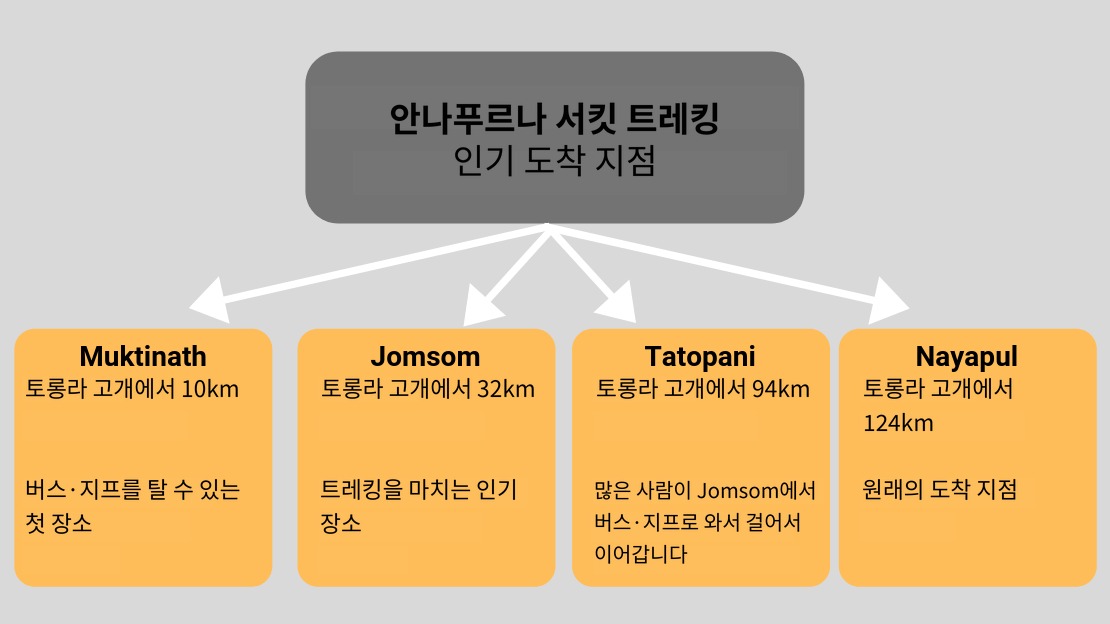 안나푸르나 서킷 트레킹
인기 도착 지점
Muktinath
토롱라 고개에서 10km
버스·지프를 탈 수 있는
첫 장소
Jomsom
토롱라 고개에서 32km
트레킹을 마치는 인기
장소
Tatopani
토롱라 고개에서 94km
많은 사람이 Jomsom에서
버스·지프로 와서 걸어서
이어갑니다
Nayapul
토롱라 고개에서
124km
원래의 도착 지점